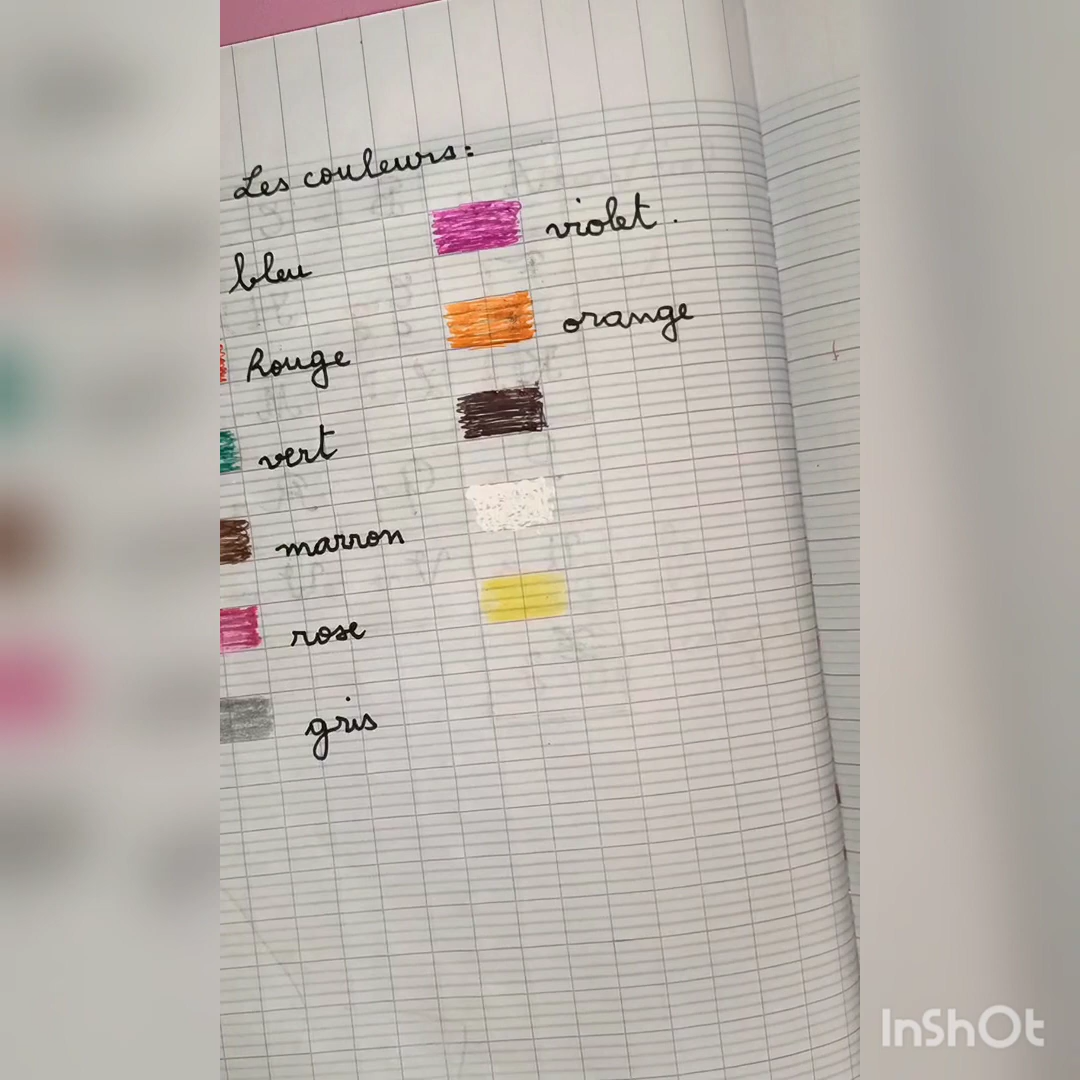 Les couleurs:
bleu
Rouge
vert
marron
rose
gris
violet.
orange
InShOt